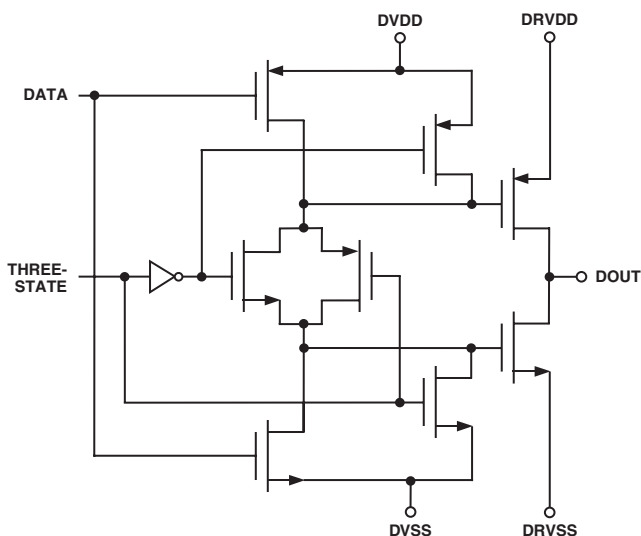 DVDD
DRVDD
DATA
THREE-
STATE
DOUT
DVSS
DRVSS